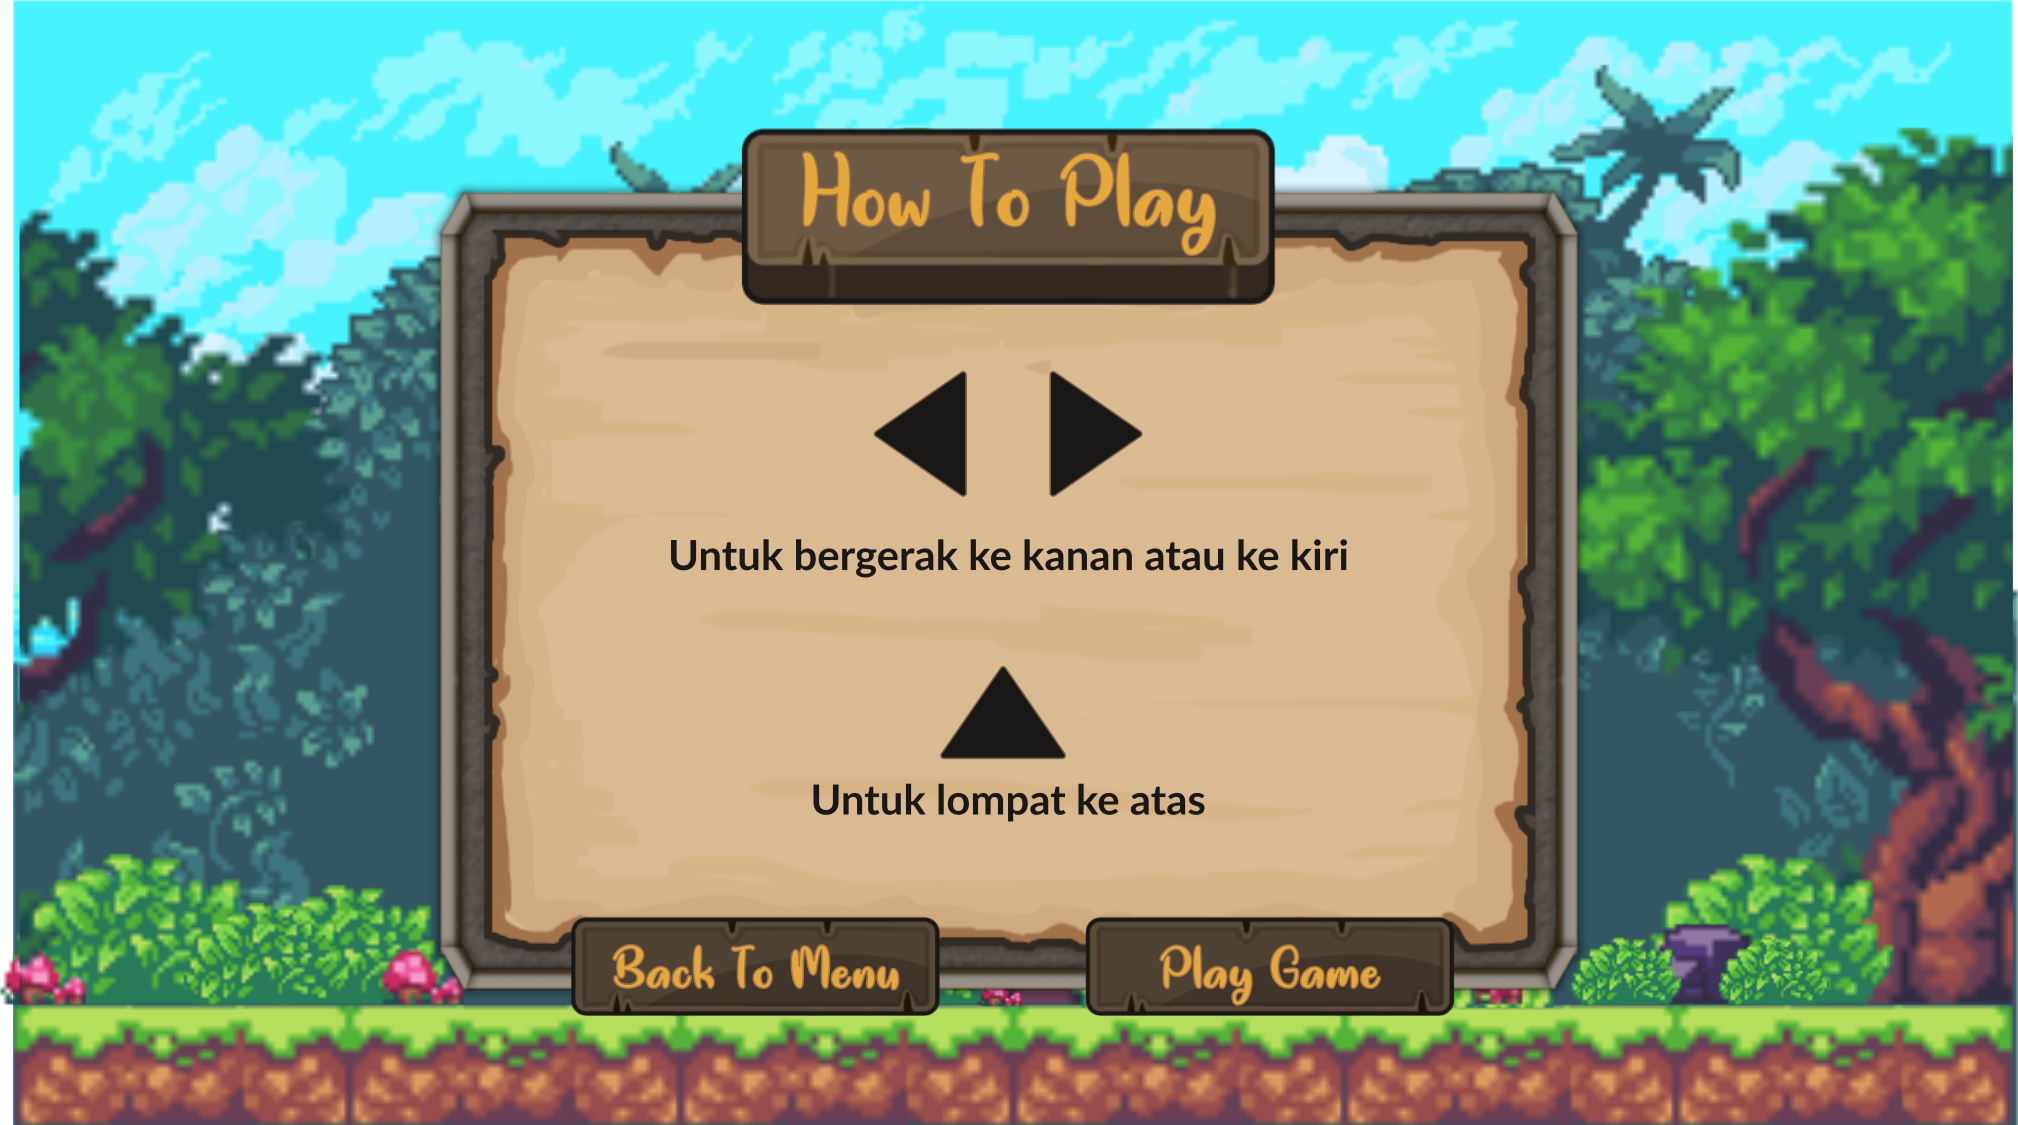 How To Play
Untuk bergerak ke kanan atau ke kiri
Untuk lompat ke atas
Back To Menu
Play Game